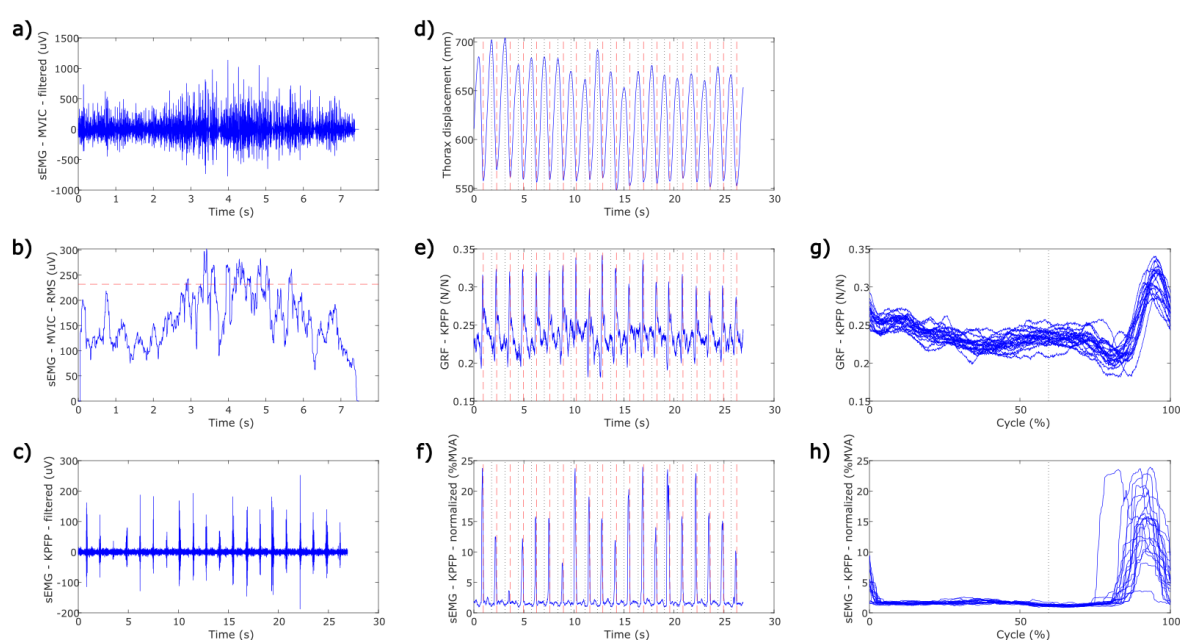 a)
1500
1000
500
0
-500
-1000
sEMG - MVIC - filtered (uV)
0 1 2 3 4 5 6 7
Time (s)
d)
700
650
600
550
Thorax displacement (mm)
0 5 10 15 20 25 30
Time (s)
b)
300
250
200
150
100
50
0
sEMG - MVIC - RMS (uV)
0 1 2 3 4 5 6 7
Time (s)
e)
0.35
0.3
0.25
0.2
0.15
GRF - KPFP (N/N)
0 5 10 15 20 25 30
Time (s)
g)
0.35
0.3
0.25
0.2
0.15
GRF - KPFP (N/N)
0 50 100
Cycle (%)
c)
300
200
100
0
-100
-200
sEMG - KPFP - filtered (uV)
0 5 10 15 20 25 30
Time (s)
f)
25
20
15
10
5
0
sEMG - KPFP - normalized (%MVA)
0 5 10 15 20 25 30
Time (s)
h)
25
20
15
10
5
0
sEMG - KPFP - normalized (%MVA)
0 50 100
Cycle (%)